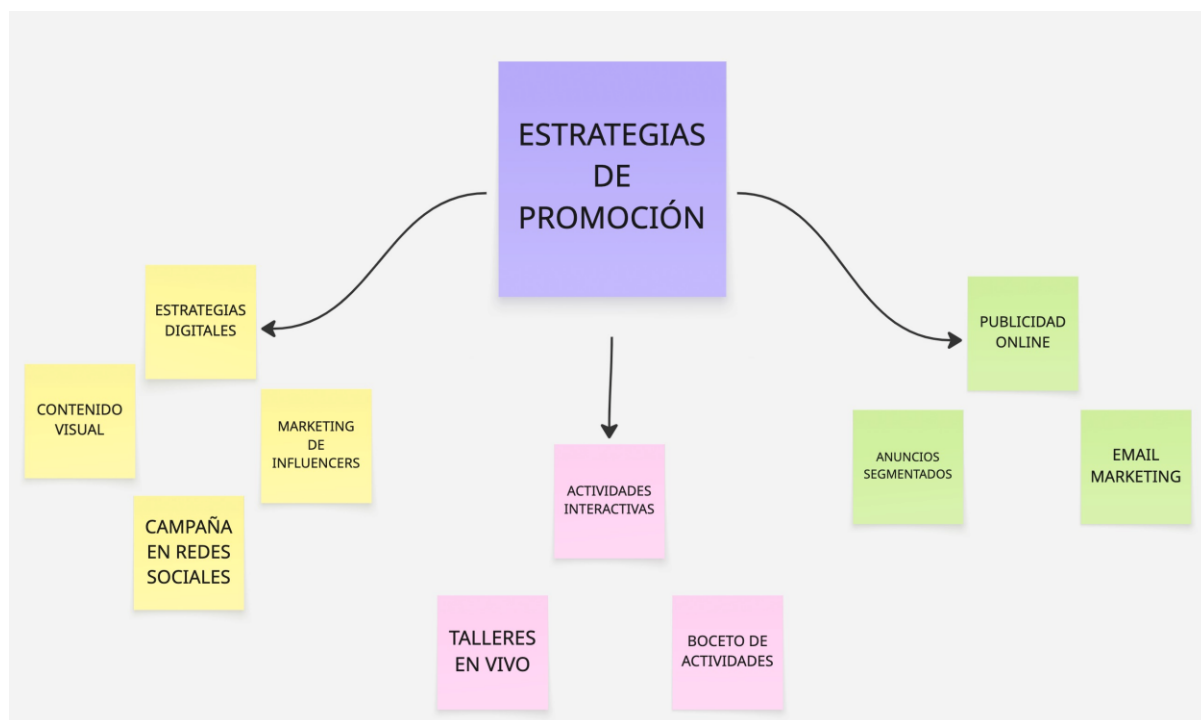 ESTRATEGIAS
DE
PROMOCIÓN
ESTRATEGIAS
DIGITALES
CONTENIDO
VISUAL
MARKETING
DE
INFLUENCERS
CAMPAÑA
EN REDES
SOCIALES
ACTIVIDADES
INTERACTIVAS
TALLERES
EN VIVO
BOCETO DE
ACTIVIDADES
PUBLICIDAD
ONLINE
ANUNCIOS
SEGMENTADOS
EMAIL
MARKETING